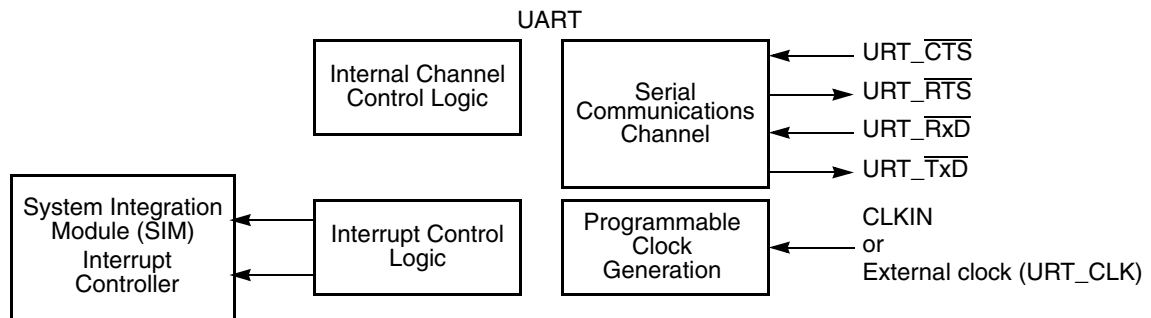 UART
Internal Channel
Control Logic
Serial
Communications
Channel
URT_CTS
URT_RTS
URT_RxD
URT_TxD
System Integration
Module (SIM)
Interrupt
Controller
Interrupt Control
Logic
Programmable
Clock
Generation
CLKIN
or
External clock (URT_CLK)